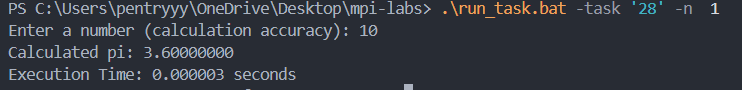 PS C:\Users\pentryyy\OneDrive\Desktop\mpi-labs> .\run_task.bat -task '28' -n  1
Enter a number (calculation accuracy): 10
Calculated pi: 3.60000000
Execution Time: 0.000003 seconds